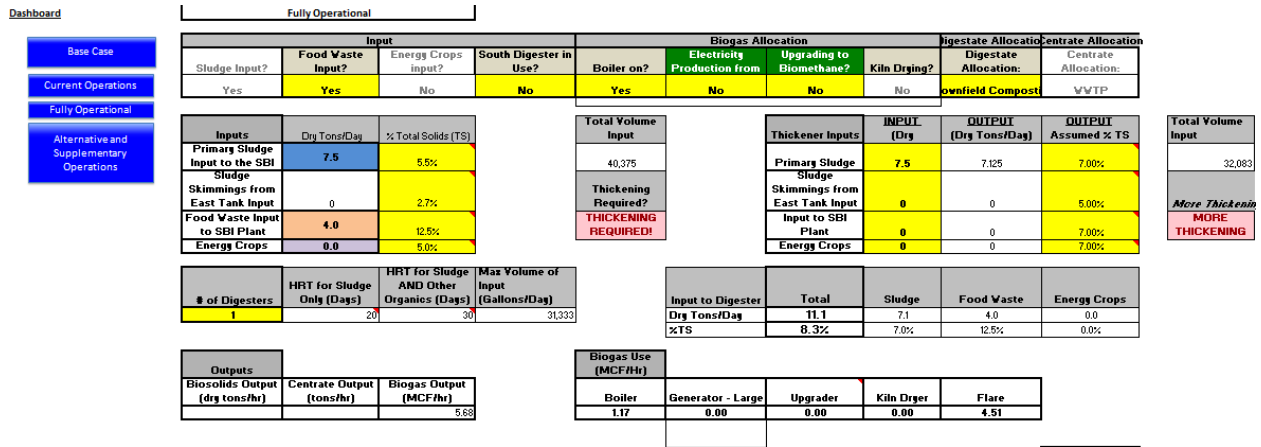 Dashboard
Fully Operational
Base Case
Current Operations
Fully Operational
Alternative and
Supplementary
Operations
Input
Biogas Allocation
Digestate Allocatio
Centrate Allocation
Sludge Input?
Food Waste
Input?
Energy Crops
input?
South Digester in
Use?
Boiler on?
Electricity
Production from
Upgrading to
Biomethane?
Kiln Drying?
Digestate
Allocation:
Centrate
Allocation:
Yes
Yes
No
No
Yes
No
No
No
ownfield Composti
WWTP
Inputs
Dry Tons/Day
% Total Solids (TS)
Primary Sludge
Input to the SBI
7.5
5.5%
Sludge
Skimmings from
East Tank Input
0
2.7%
Food Waste Input
to SBI Plant
4.0
12.5%
Energy Crops
0.0
5.0%
Total Volume
Input
40,375
Thickening
Required?
THICKENING
REQUIRED!
Thickener Inputs
INPUT
(Dry
OUTPUT
(Dry Tons/Day)
OUTPUT
Assumed % TS
Primary Sludge
7.5
7.125
7.00%
Sludge
Skimmings from
East Tank Input
0
0
5.00%
Input to SBI
Plant
0
0
7.00%
Energy Crops
0
0
7.00%
Total Volume
Input
32,083
More Thickenin
MORE
THICKENING
# of Digesters
HRT for Sludge
Only (Days)
HRT for Sludge
AND Other
Organics (Days)
Max Volume of
Input
(Gallons/Day)
1
20
30
31,333
Input to Digester
Total
Sludge
Food Waste
Energy Crops
Dry Tons/Day
11.1
7.1
4.0
0.0
%TS
8.3%
7.0%
12.5%
0.0%
Outputs
Biosolids Output
(dry tons/hr)
Centrate Output
(tons/hr)
Biogas Output
(MCF/hr)
5.68
Biogas Use
(MCF/Hr)
Boiler
Generator - Large
Upgrader
Kiln Dryer
Flare
1.17
0.00
0.00
0.00
4.51